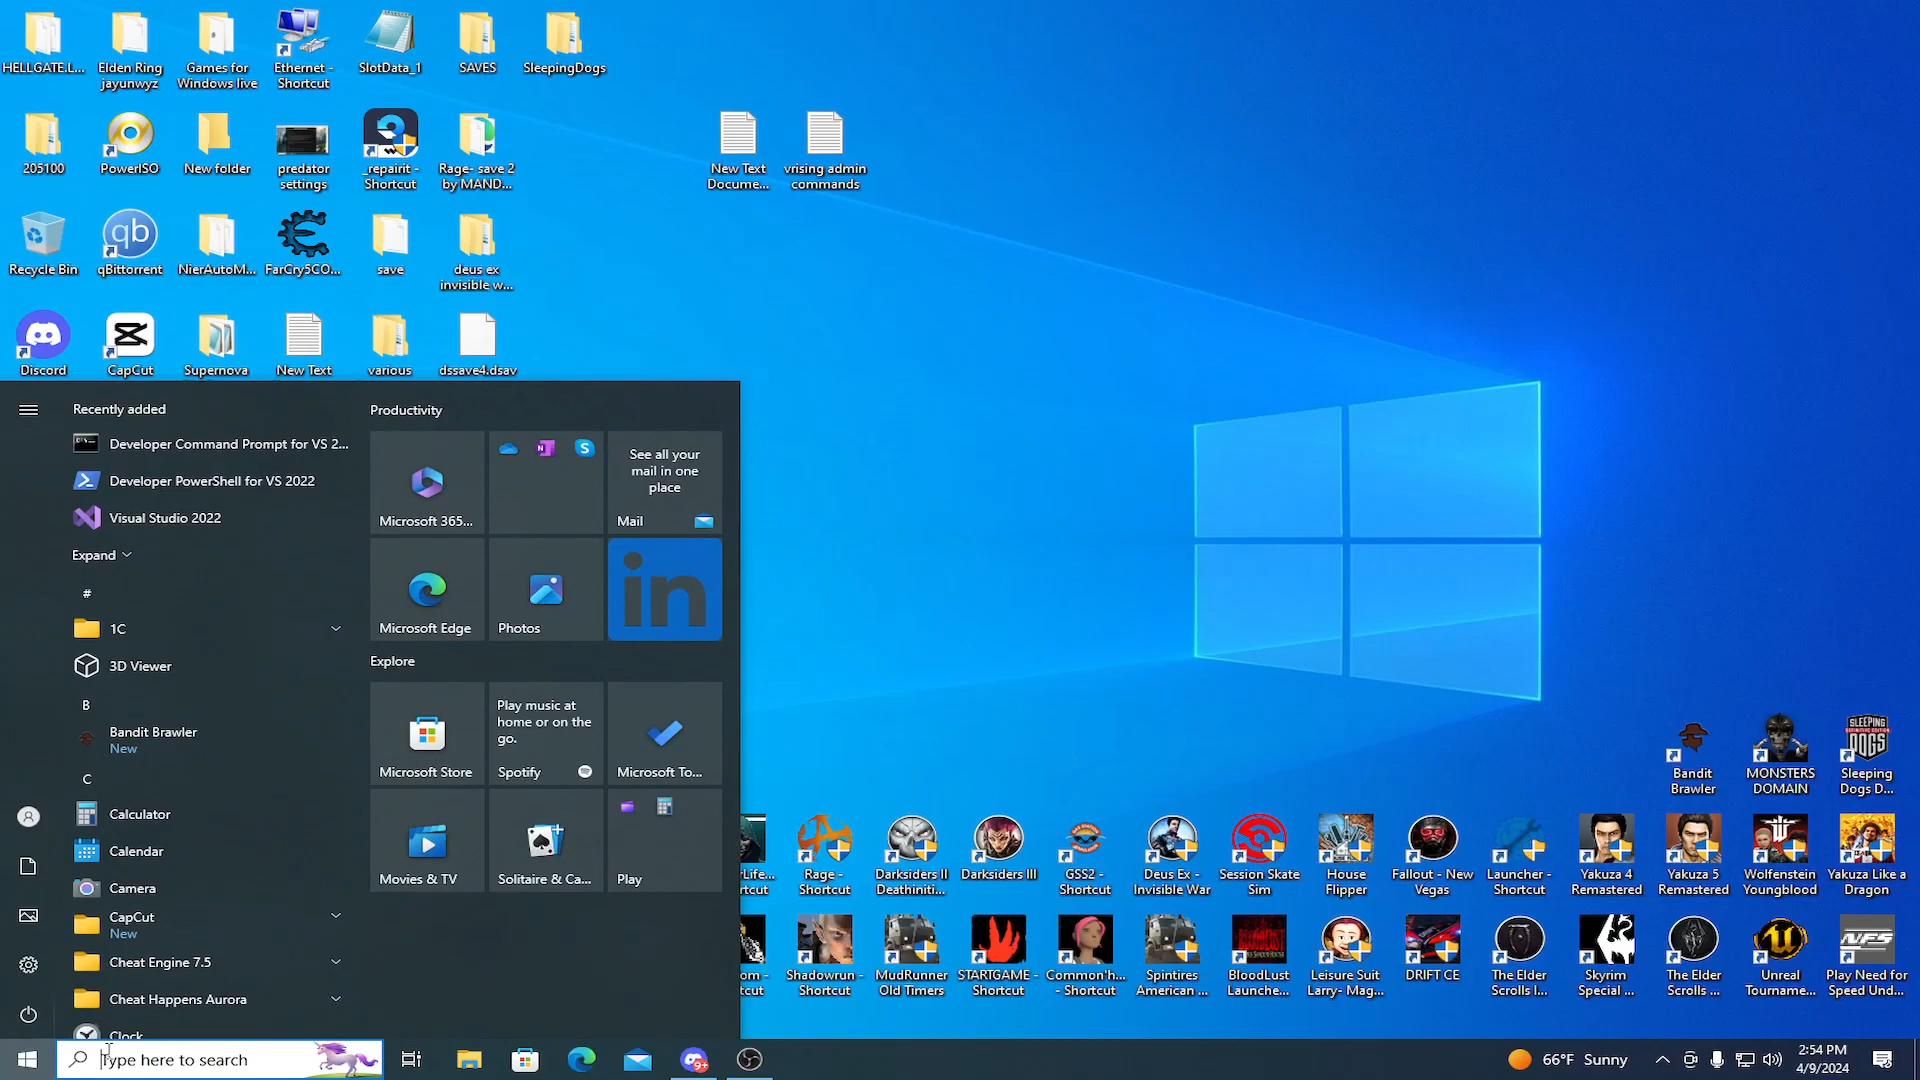 HELLGATE.L...
Elden Ring
jayunwyz
Games for
Windows live
Ethernet -
Shortcut
SlotData_1
SAVES
SleepingDogs
205100
PowerISO
New folder
predator
settings
_repairit -
Shortcut
Rage- save 2
by MAND...
New Text
Docume...
vrising admin
commands
Recycle Bin
qb
qBittorrent
NierAutoM...
FarCry5CO...
save
deus ex
invisible w...
Discord
CapCut
Supernova
New Text
various
dssave4.dsav
Recently added
Developer Command Prompt for VS 2...
Developer PowerShell for VS 2022
Visual Studio 2022
Expand
#
1C
3D Viewer
B
Bandit Brawler
New
C
Calculator
Calendar
Camera
CapCut
New
Cheat Engine 7.5
Cheat Happens Aurora
Clock
Productivity
Microsoft 365...
See all your
mail in one
place
Mail
Microsoft Edge
Photos
in
Explore
Microsoft Store
Play music at
home or on the
go.
Spotify
Microsoft To...
Movies & TV
Solitaire & Ca...
Play
Bandit
Brawler
MONSTERS
DOMAIN
SLEEPING
DOGS
Sleeping
Dogs D...
rLife...
rtcut
Rage -
Shortcut
Darksiders II
Deathiniti...
Darksiders III
GSS2 -
Shortcut
Deus Ex -
Invisible War
Session Skate
Sim
House
Flipper
Fallout - New
Vegas
Launcher -
Shortcut
Yakuza 4
Remastered
Yakuza 5
Remastered
Wolfenstein
Youngblood
Yakuza Like a
Dragon
om -
tcut
Shadowrun -
Shortcut
MudRunner
Old Timers
STARTGAME -
Shortcut
Common'h...
- Shortcut
Spintires
American ...
BloodLust
Launche...
Leisure Suit
Larry- Mag...
DRIFT CE
The Elder
Scrolls I...
Skyrim
Special ...
The Elder
Scrolls ...
Unreal
Tourname...
NFS
Play Need for
Speed Und...
Type here to search
9+
66°F Sunny
2:54 PM
4/9/2024